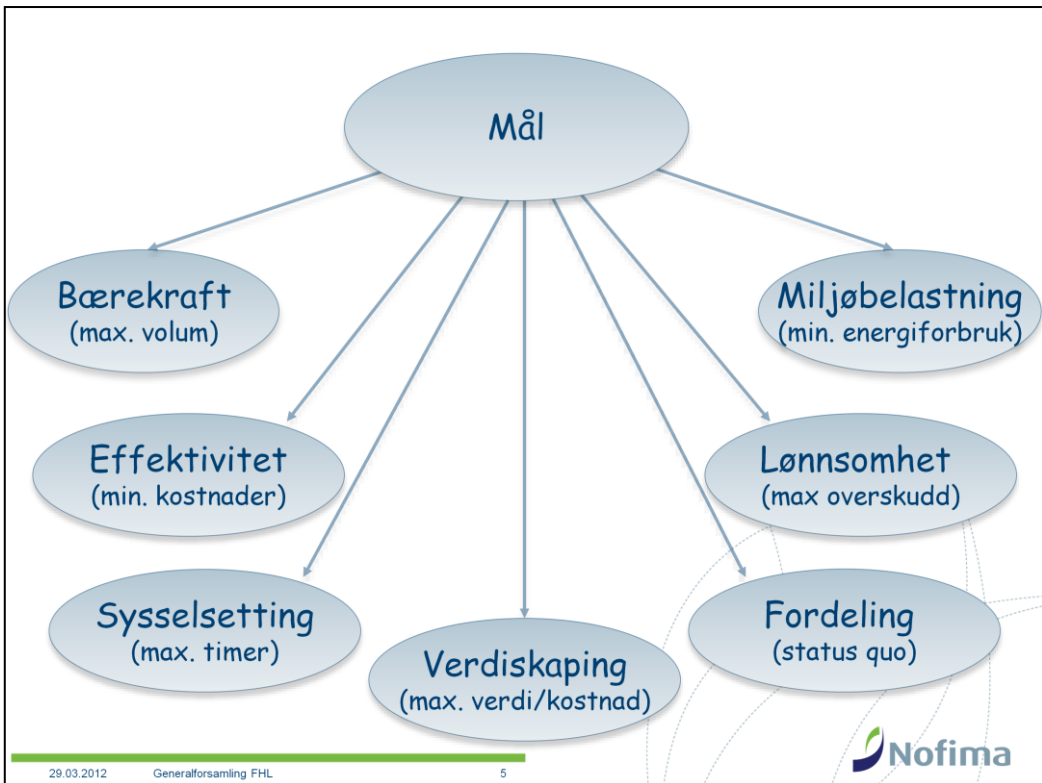 Mål
Bærekraft
(max. volum)
Miljøbelastning
(min. energiforbruk)
Effektivitet
(min. kostnader)
Lønnsomhet
(max overskudd)
Sysselsetting
(max. timer)
Verdiskaping
(max. verdi/kostnad)
Fordeling
(status quo)
29.03.2012 Generalforsamling FHL 5
Nofima